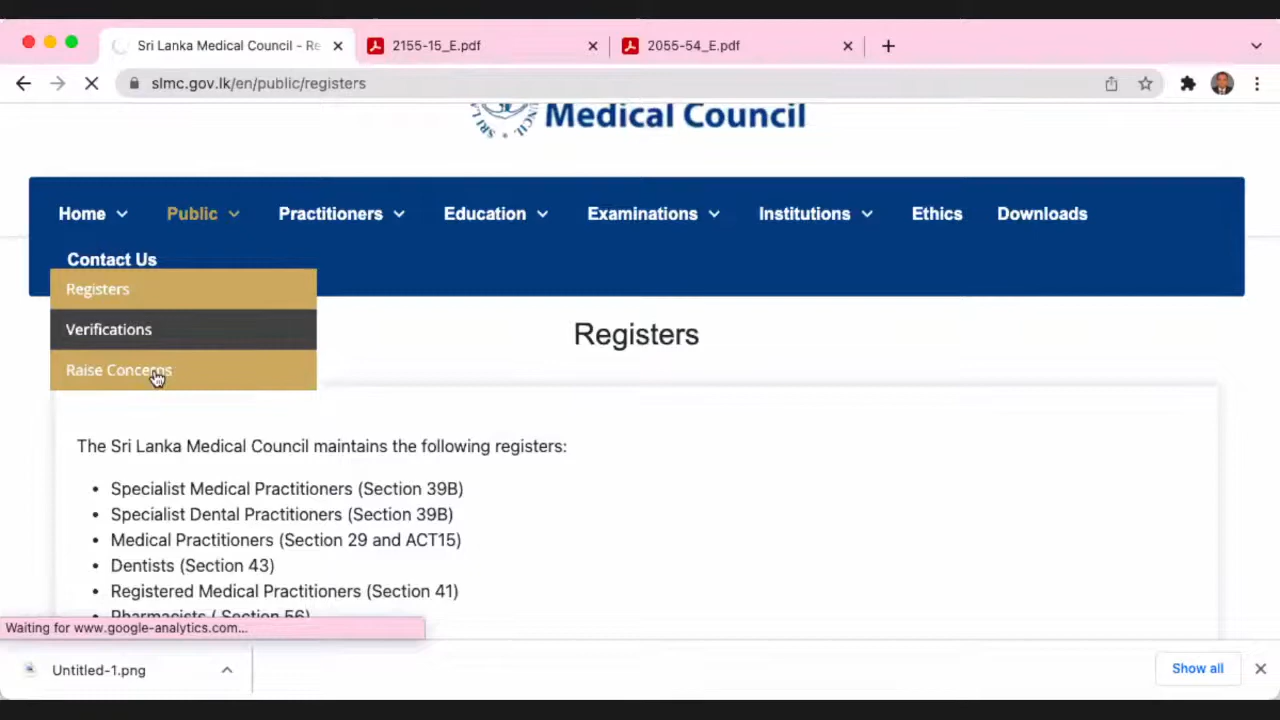 Sri Lanka Medical Council - Re
2155-15_E.pdf
2055-54_E.pdf
slmc.gov.lk/en/public/registers
Medical Council
Home
Public
Practitioners
Education
Examinations
Institutions
Ethics
Downloads
Contact Us
Registers
Verifications
Raise Concerns
Registers
The Sri Lanka Medical Council maintains the following registers:
• Specialist Medical Practitioners (Section 39B)
• Specialist Dental Practitioners (Section 39B)
• Medical Practitioners (Section 29 and ACT15)
• Dentists (Section 43)
• Registered Medical Practitioners (Section 41)
• Pharmacists ( Section 56)
Waiting for www.google-analytics.com...
Untitled-1.png
Show all